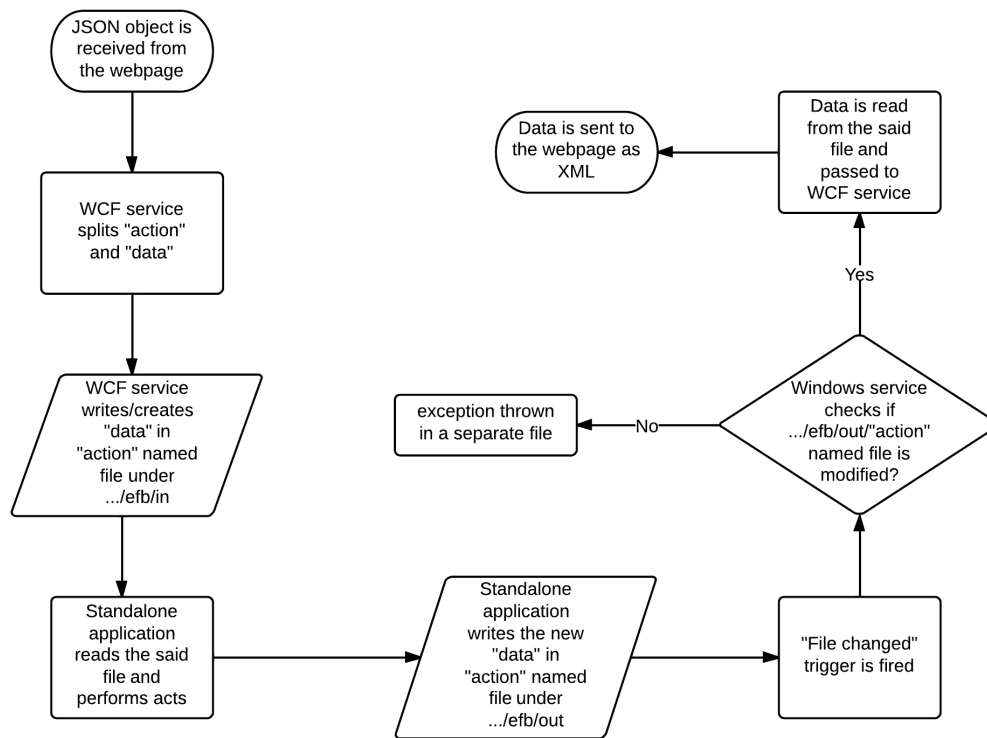 JSON object is
received from
the webpage
WCF service
splits "action"
and "data"
WCF service
writes/creates
"data" in
"action" named
file under
.../efb/in
Standalone
application
reads the said
file and
performs acts
Standalone
application
writes the new
"data" in
"action" named
file under
.../efb/out
"File changed"
trigger is fired
Windows service
checks if
.../efb/out/"action"
named file is
modified?
No
exception thrown
in a separate file
Yes
Data is read
from the said
file and
passed to
WCF service
Data is sent to
the webpage as
XML